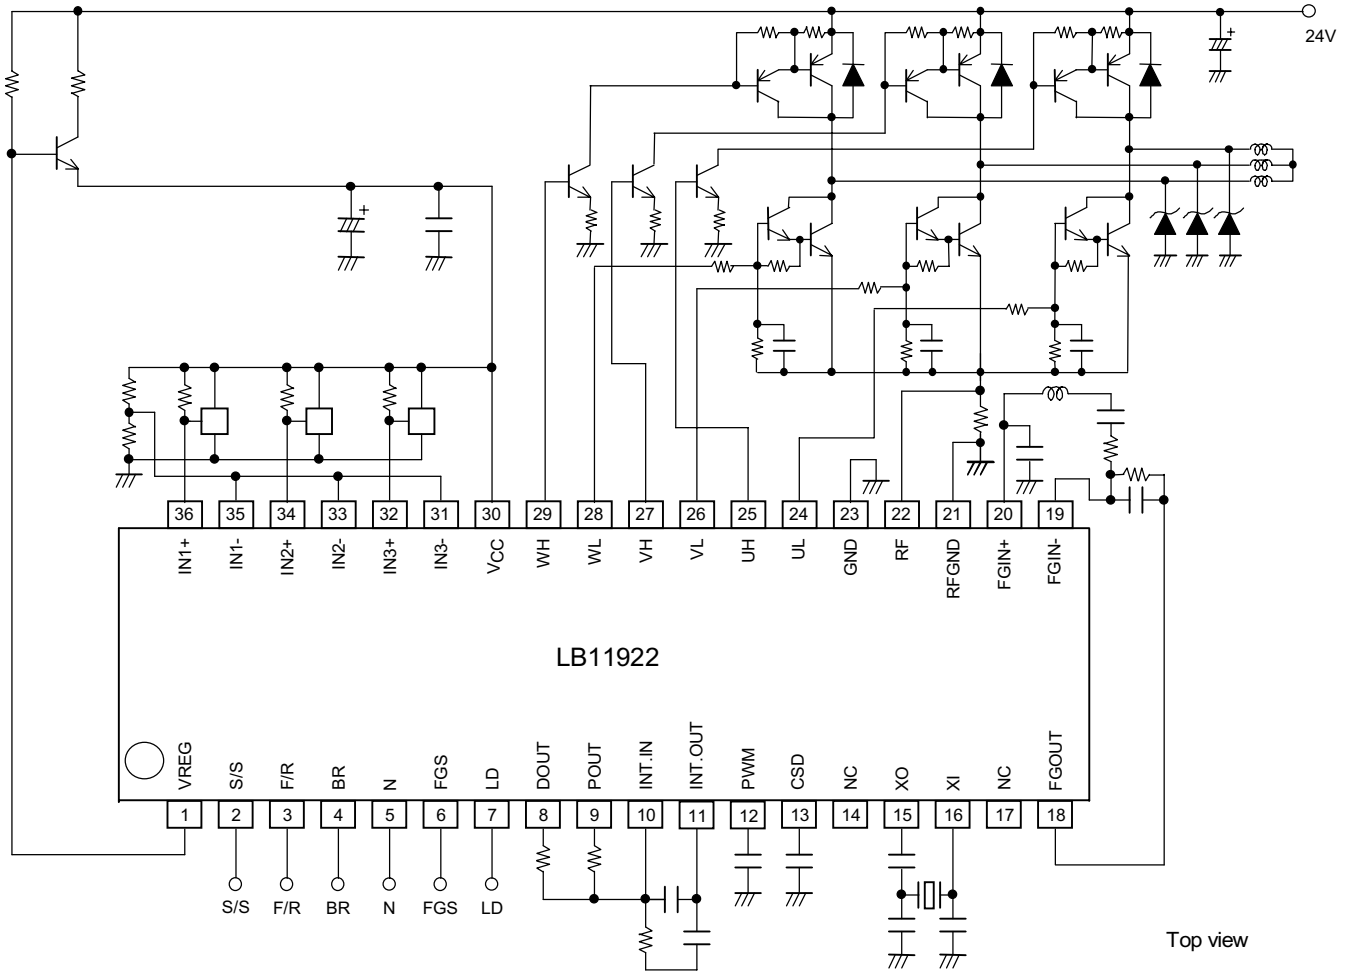 +
24V
+
36 35 34 33 32 31 30 29 28 27 26 25 24 23 22 21 20 19
IN1+ IN1- IN2+ IN2- IN3+ IN3- VCC WH WL VH VL UH UL GND RF RFGND FGIN+ FGIN-
LB11922
VREG S/S F/R BR N FGS LD DOUT POUT INT.IN INT.OUT PWM CSD NC XO XI NC FGOUT
1 2 3 4 5 6 7 8 9 10 11 12 13 14 15 16 17 18
S/S F/R BR N FGS LD
Top view